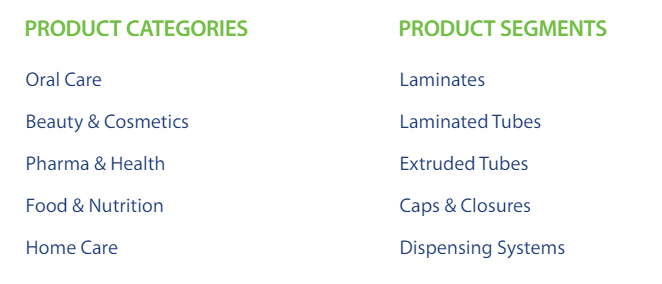 PRODUCT CATEGORIES
Oral Care
Beauty & Cosmetics
Pharma & Health
Food & Nutrition
Home Care
PRODUCT SEGMENTS
Laminates
Laminated Tubes
Extruded Tubes
Caps & Closures
Dispensing Systems